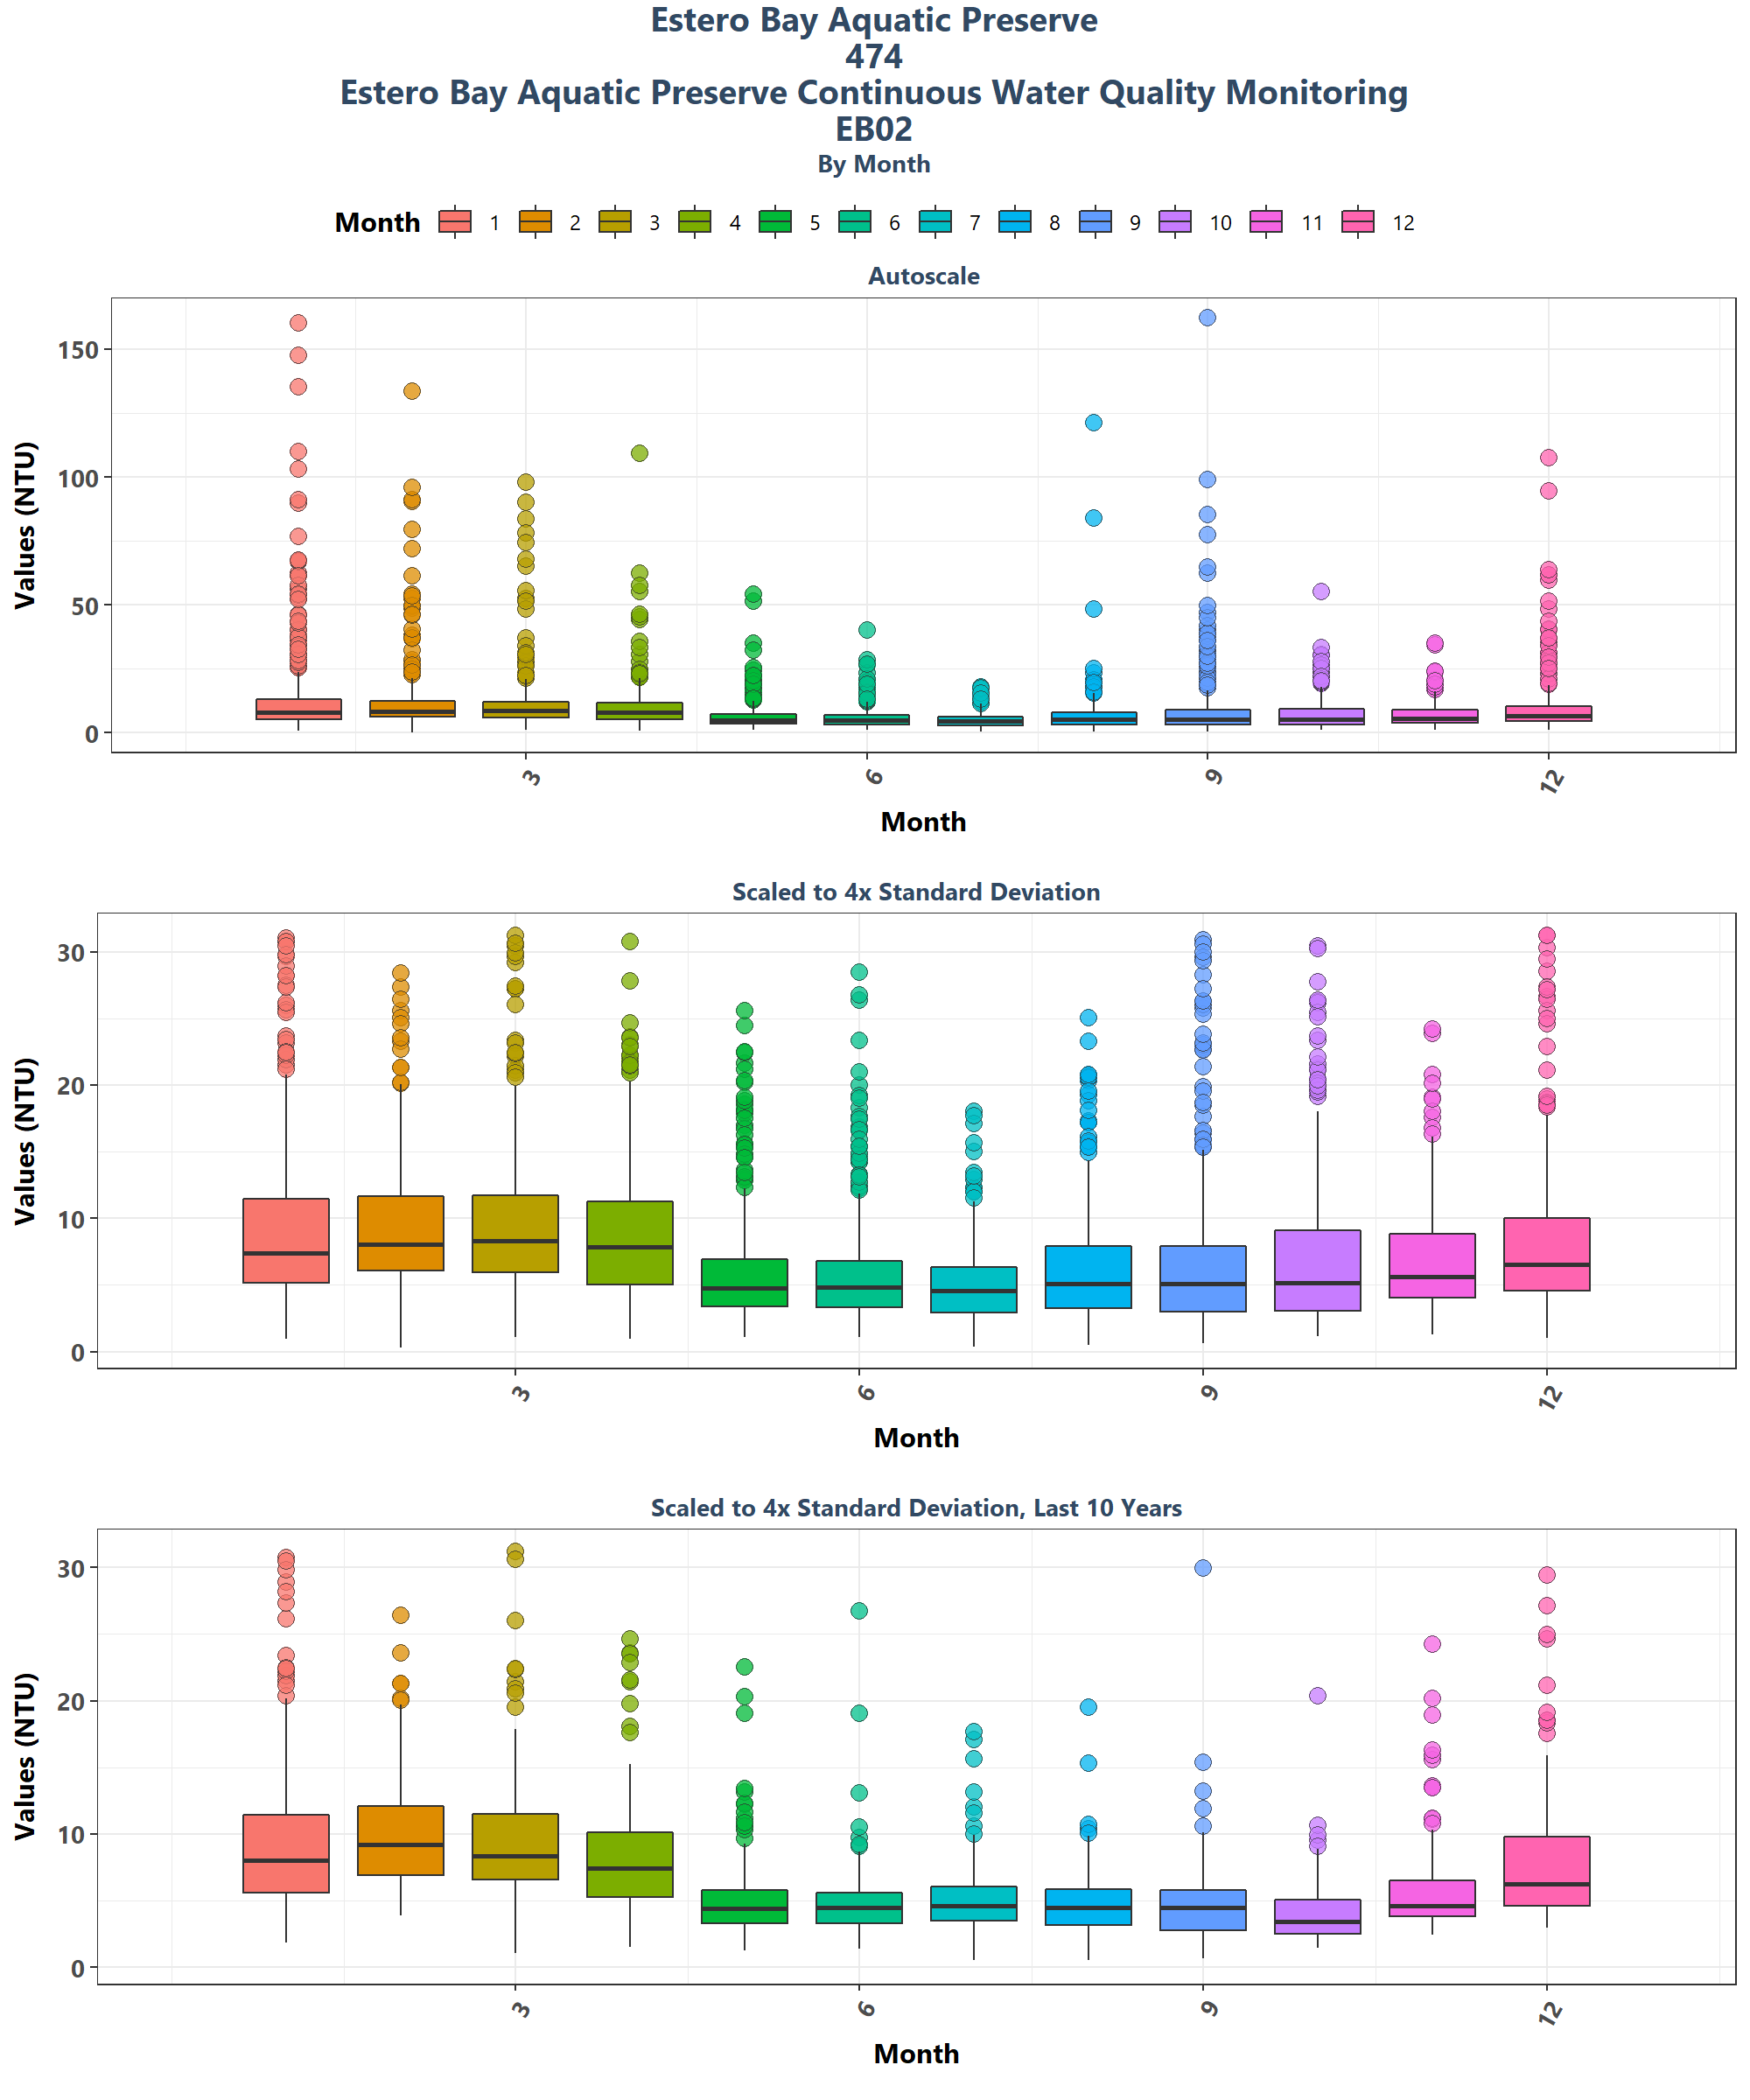 Estero Bay Aquatic Preserve
474
Estero Bay Aquatic Preserve Continuous Water Quality Monitoring
EB02
By Month
Month 1 2 3 4 5 6 7 8 9 10 11 12
Autoscale
Values (NTU)
150
100
50
0
3 6 9 12
Month
Scaled to 4x Standard Deviation
Values (NTU)
30
20
10
0
3 6 9 12
Month
Scaled to 4x Standard Deviation, Last 10 Years
Values (NTU)
30
20
10
0
3 6 9 12
Month